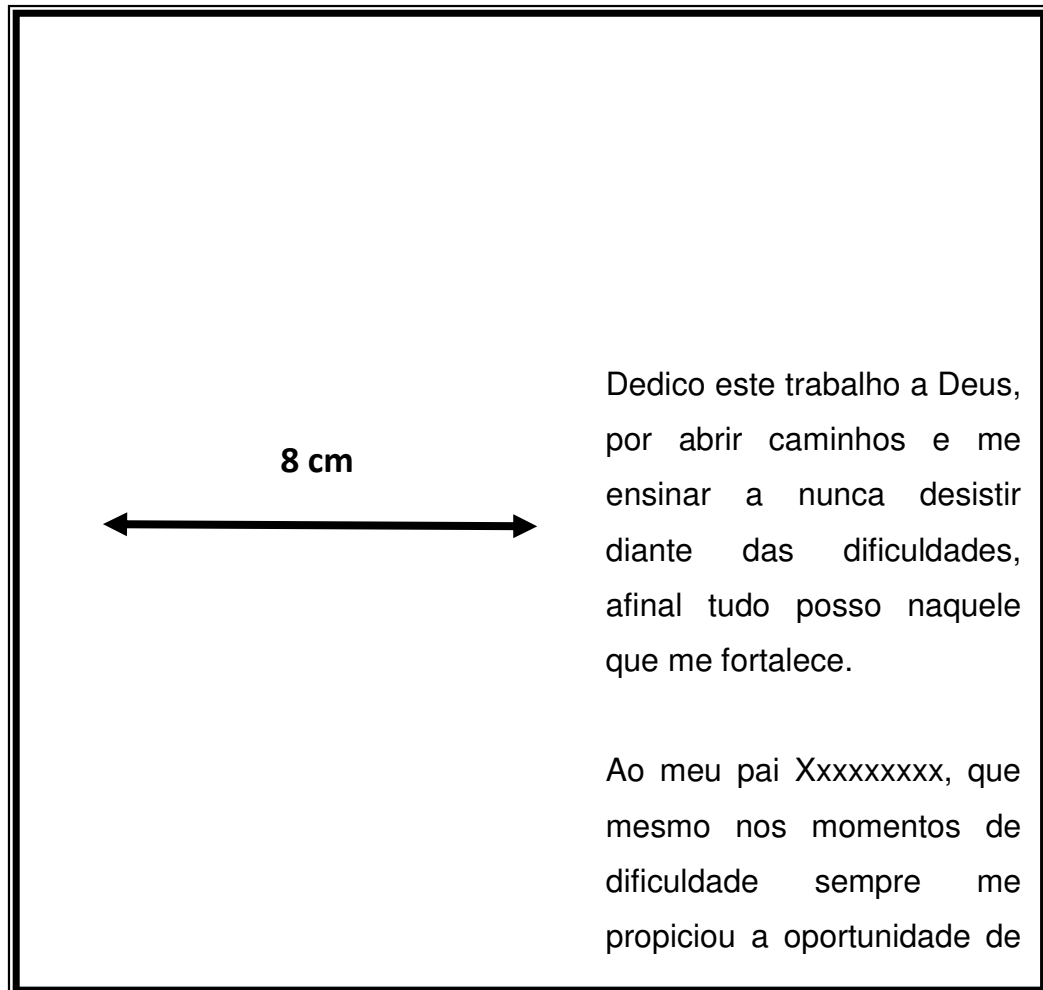 8 cm
Dedico este trabalho a Deus,
por abrir caminhos e me
ensinar a nunca desistir
diante das dificuldades,
afinal tudo posso naquele
que me fortalece.
Ao meu pai Xxxxxxxxx, que
mesmo nos momentos de
dificuldade sempre me
propiciou a oportunidade de